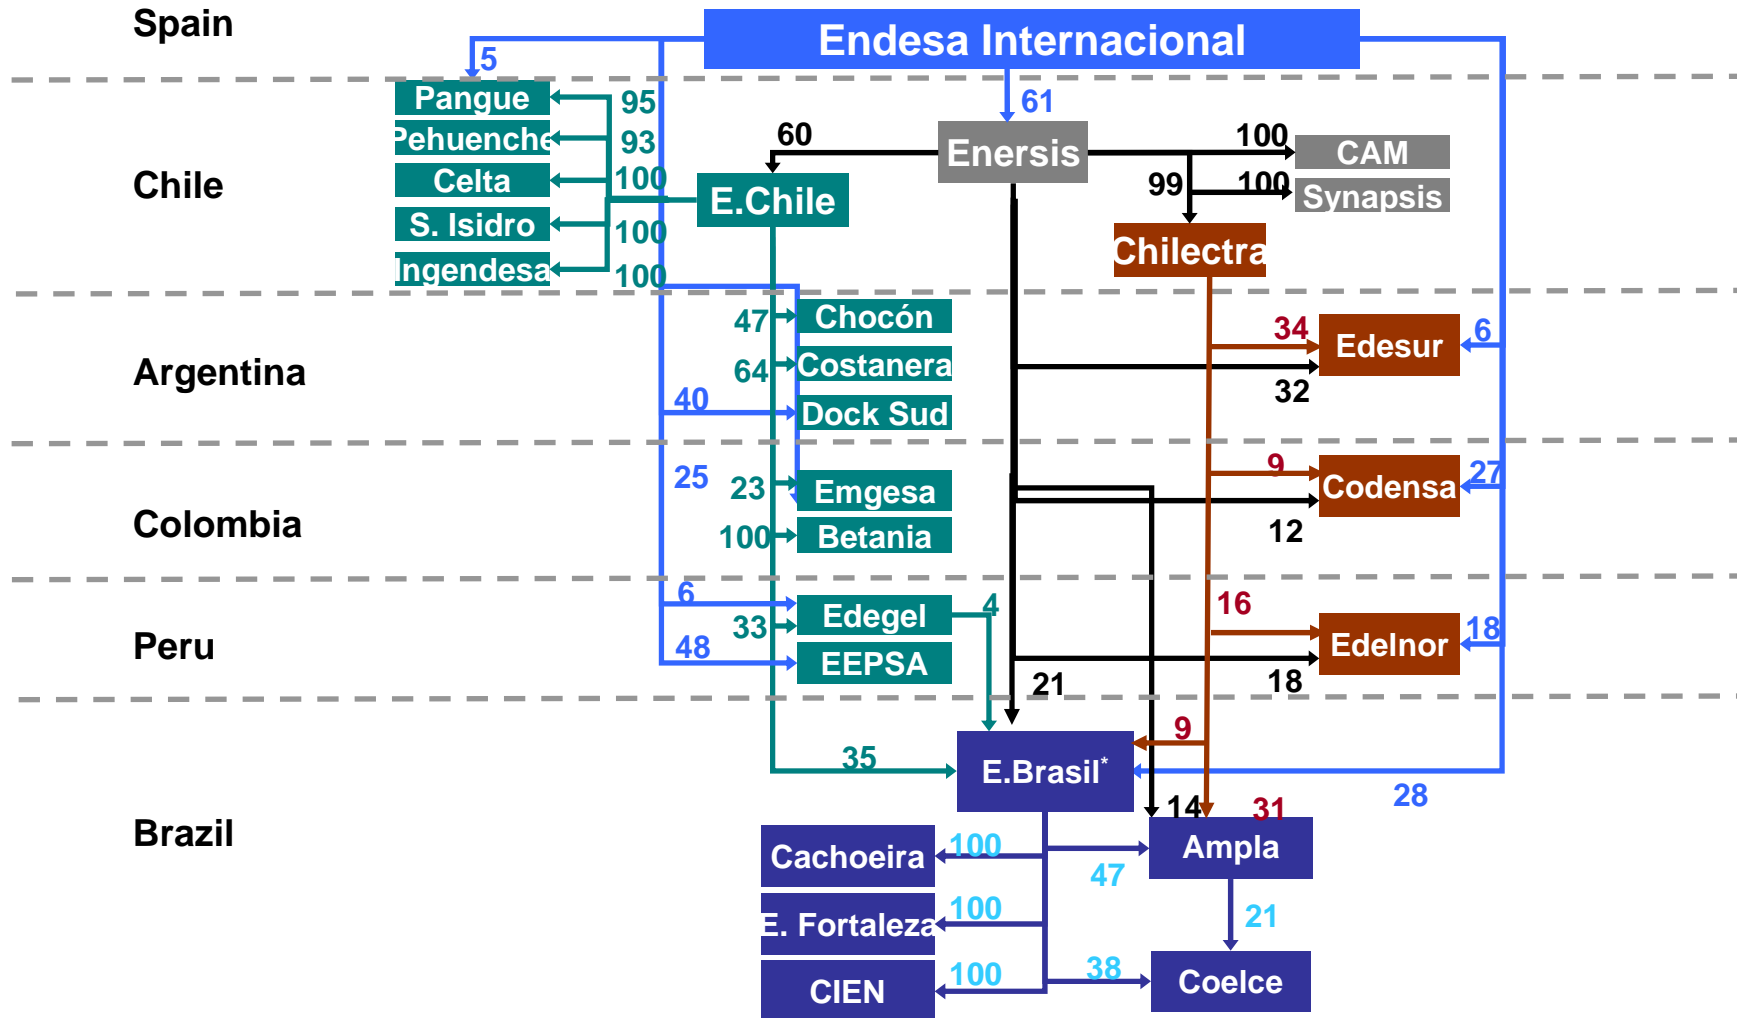 Spain
Endesa Internacional
5
61
Chile
Pangue
95
Pehuenche
93
Celta
100
S. Isidro
100
Ingendesa
100
60
Enersis
100
CAM
E.Chile
99
100
Synapsis
Chilectra
Argentina
47
Chocón
34
Edesur
6
64
Costanera
32
40
Dock Sud
Colombia
25
23
Emgesa
9
Codensa
27
100
Betania
12
Peru
6
Edegel
4
16
33
Edelnor
18
48
EEPSA
21
18
Brazil
35
E.Brasil*
9
28
14
31
Cachoeira
100
47
Ampla
E. Fortaleza
100
21
CIEN
100
38
Coelce